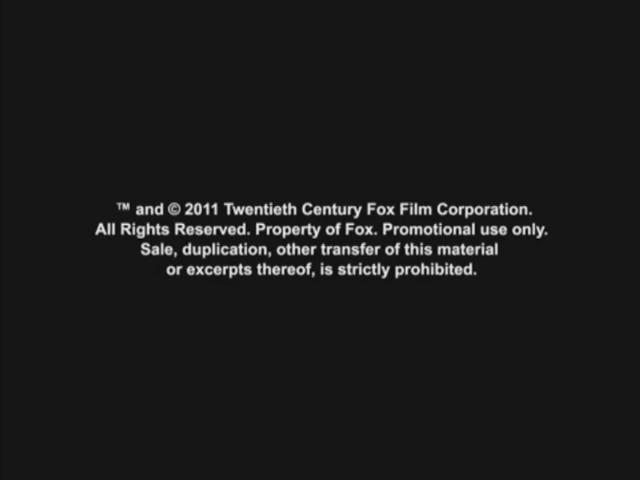 ™ and © 2011 Twentieth Century Fox Film Corporation.
All Rights Reserved. Property of Fox. Promotional use only.
Sale, duplication, other transfer of this material
or excerpts thereof, is strictly prohibited.